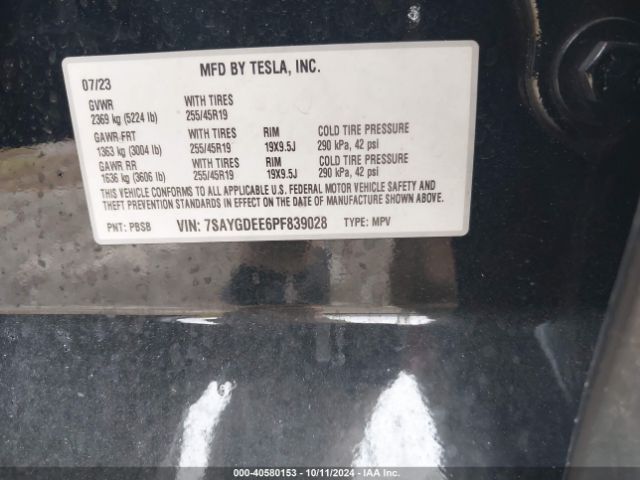 MFD BY TESLA, INC.
07/23
GVWR WITH TIRES
2369 kg (5224 lb) 255/45R19
GAWR-FRT WITH TIRES RIM COLD TIRE PRESSURE
1363 kg (3004 lb) 255/45R19 19X9.5J 290 kPa, 42 psi
GAWR RR WITH TIRES RIM COLD TIRE PRESSURE
1636 kg (3606 lb) 255/45R19 19X9.5J 290 kPa, 42 psi
THIS VEHICLE CONFORMS TO ALL APPLICABLE U.S. FEDERAL MOTOR VEHICLE SAFETY AND
THEFT PREVENTION STANDARDS IN EFFECT ON THE DATE OF MANUFACTURE SHOWN ABOVE.
PNT: PBSB VIN: 7SAYGDEE6PF839028 TYPE: MPV
000-40580153 - 10/11/2024 - IAA Inc.